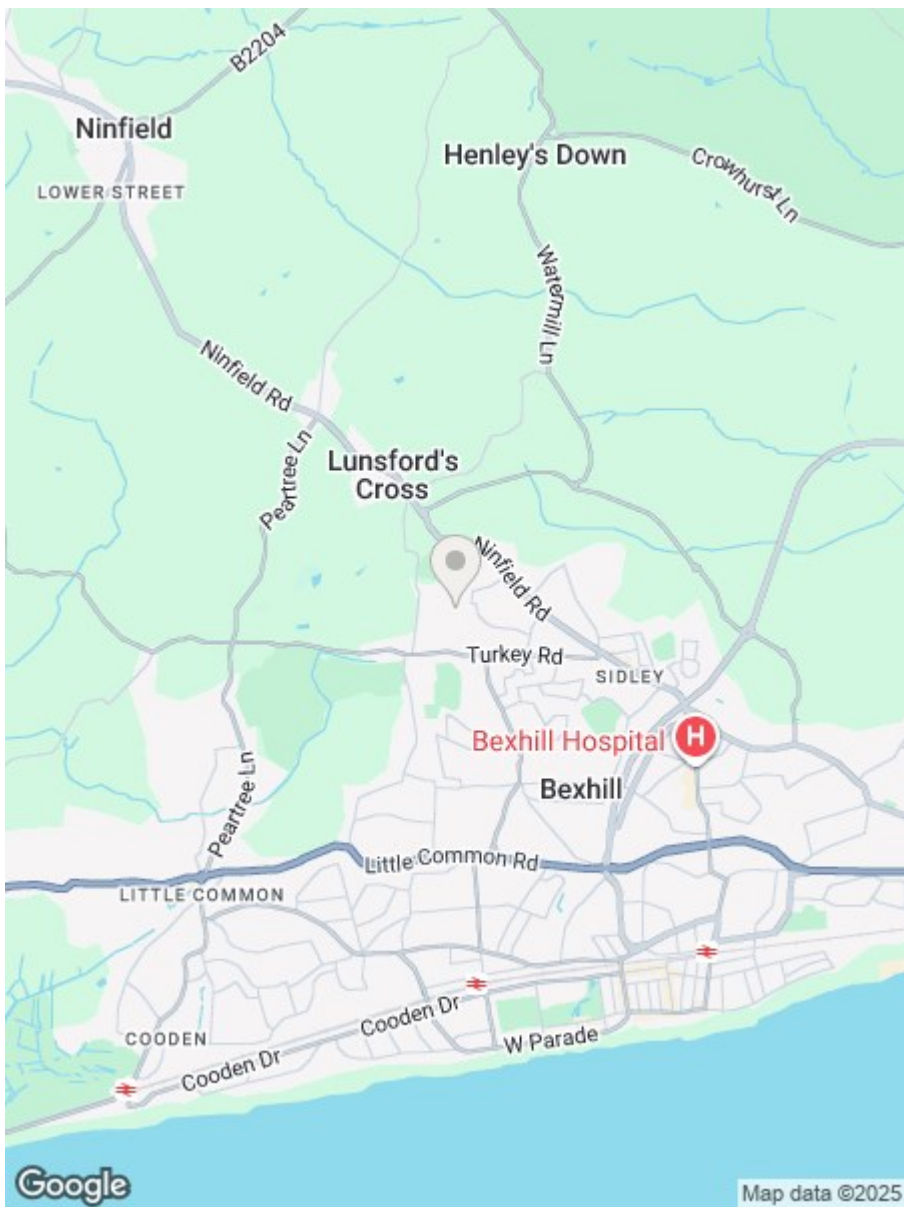 B2204
Ninfield
Henley's Down
Crowhurst Ln
LOWER STREET
Watermill Ln
Ninfield Rd
Lunsford's
Cross
Peartree Ln
Ninfield Rd
Turkey Rd
SIDLEY
Bexhill Hospital
H
Bexhill
Peartree Ln
Little Common Rd
LITTLE COMMON
Cooden Dr
COODEN
W Parade
Cooden Dr
Google
Map data ©2025